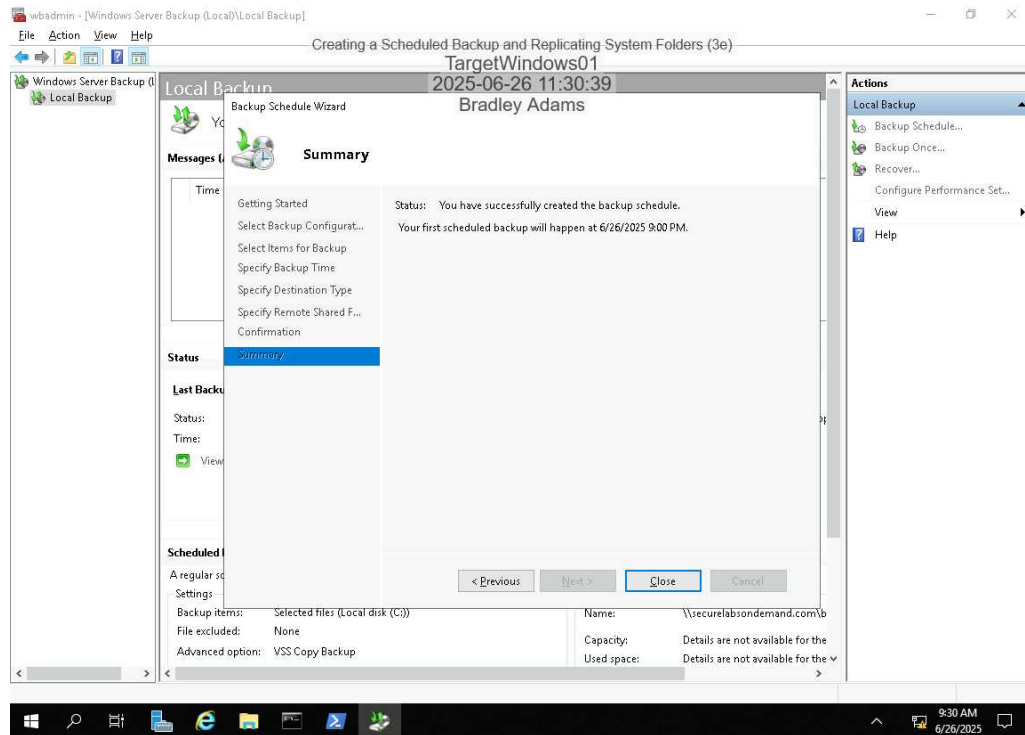 wbadmin - [Windows Server Backup (Local)\Local Backup]
File Action View Help
Creating a Scheduled Backup and Replicating System Folders (3e)
TargetWindows01
2025-06-26 11:30:39
Bradley Adams
Windows Server Backup (L
Local Backup
Local Backup
Yo
Messages (
Time
Status
Last Backu
Status:
Time:
View
Scheduled
A regular sc
Settings
Backup items: Selected files (Local disk (C:))
File excluded: None
Advanced option: VSS Copy Backup
Name: \\securelabsondemand.com\b
Capacity: Details are not available for the
Used space: Details are not available for the
Backup Schedule Wizard
Summary
Getting Started
Select Backup Configurat...
Select Items for Backup
Specify Backup Time
Specify Destination Type
Specify Remote Shared F...
Confirmation
Summary
Status: You have successfully created the backup schedule.
Your first scheduled backup will happen at 6/26/2025 9:00 PM.
< Previous Next > Close Cancel
Actions
Local Backup
Backup Schedule...
Backup Once...
Recover...
Configure Performance Set...
View
Help
9:30 AM
6/26/2025